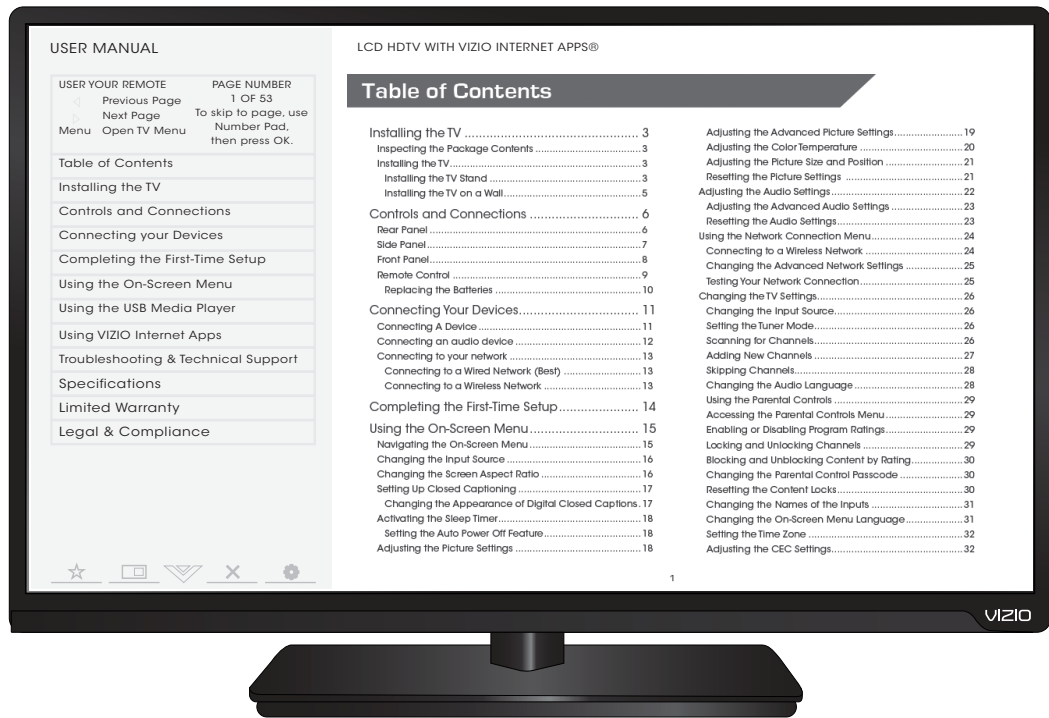 USER MANUAL
USER YOUR REMOTE
Previous Page
Next Page
Menu Open TV Menu
PAGE NUMBER
1 OF 53
To skip to page, use
Number Pad,
then press OK.
Table of Contents
Installing the TV
Controls and Connections
Connecting your Devices
Completing the First-Time Setup
Using the On-Screen Menu
Using the USB Media Player
Using VIZIO Internet Apps
Troubleshooting & Technical Support
Specifications
Limited Warranty
Legal & Compliance
LCD HDTV WITH VIZIO INTERNET APPS®
Table of Contents
Installing the TV ... 3
Inspecting the Package Contents ... 3
Installing the TV ... 3
Installing the TV Stand ... 3
Installing the TV on a Wall ... 5
Controls and Connections ... 6
Rear Panel ... 6
Side Panel ... 7
Front Panel ... 8
Remote Control ... 9
Replacing the Batteries ... 10
Connecting Your Devices ... 11
Connecting A Device ... 11
Connecting an audio device ... 12
Connecting to your network ... 13
Connecting to a Wired Network (Best) ... 13
Connecting to a Wireless Network ... 13
Completing the First-Time Setup ... 14
Using the On-Screen Menu ... 15
Navigating the On-Screen Menu ... 15
Changing the Input Source ... 16
Changing the Screen Aspect Ratio ... 16
Setting Up Closed Captioning ... 17
Changing the Appearance of Digital Closed Captions. 17
Activating the Sleep Timer ... 18
Setting the Auto Power Off Feature ... 18
Adjusting the Picture Settings ... 18
Adjusting the Advanced Picture Settings ... 19
Adjusting the Color Temperature ... 20
Adjusting the Picture Size and Position ... 21
Resetting the Picture Settings ... 21
Adjusting the Audio Settings ... 22
Adjusting the Advanced Audio Settings ... 23
Resetting the Audio Settings ... 23
Using the Network Connection Menu ... 24
Connecting to a Wireless Network ... 24
Changing the Advanced Network Settings ... 25
Testing Your Network Connection ... 25
Changing the TV Settings ... 26
Changing the Input Source ... 26
Setting the Tuner Mode ... 26
Scanning for Channels ... 26
Adding New Channels ... 27
Skipping Channels ... 28
Changing the Audio Language ... 28
Using the Parental Controls ... 29
Accessing the Parental Controls Menu ... 29
Enabling or Disabling Program Ratings ... 29
Locking and Unlocking Channels ... 29
Blocking and Unblocking Content by Rating ... 30
Changing the Parental Control Passcode ... 30
Resetting the Content Locks ... 30
Changing the Names of the Inputs ... 31
Changing the On-Screen Menu Language ... 31
Setting the Time Zone ... 32
Adjusting the CEC Settings ... 32
1
VIZIO